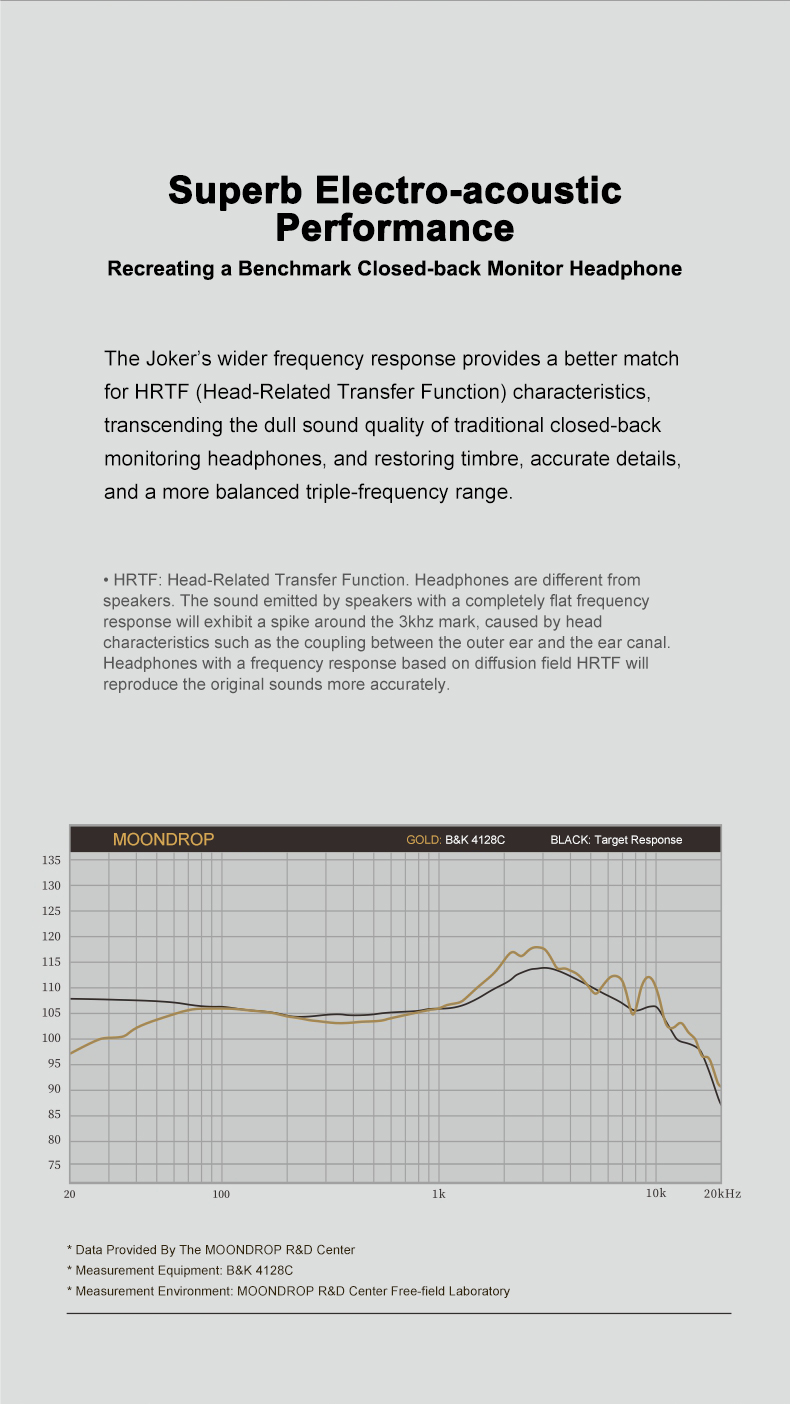 Superb Electro-acoustic
Performance
Recreating a Benchmark Closed-back Monitor Headphone
The Joker’s wider frequency response provides a better match
for HRTF (Head-Related Transfer Function) characteristics,
transcending the dull sound quality of traditional closed-back
monitoring headphones, and restoring timbre, accurate details,
and a more balanced triple-frequency range.
• HRTF: Head-Related Transfer Function. Headphones are different from
speakers. The sound emitted by speakers with a completely flat frequency
response will exhibit a spike around the 3khz mark, caused by head
characteristics such as the coupling between the outer ear and the ear canal.
Headphones with a frequency response based on diffusion field HRTF will
reproduce the original sounds more accurately.
MOONDROP GOLD: B&K 4128C BLACK: Target Response
135
130
125
120
115
110
105
100
95
90
85
80
75
20 100 1k 10k 20kHz
* Data Provided By The MOONDROP R&D Center
* Measurement Equipment: B&K 4128C
* Measurement Environment: MOONDROP R&D Center Free-field Laboratory